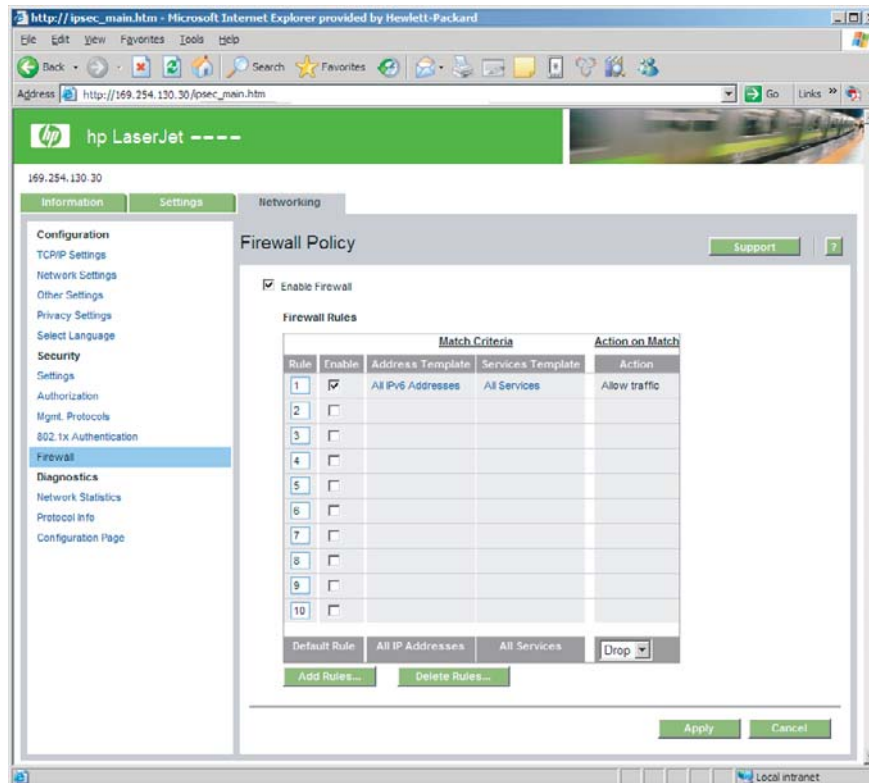 http://ipsec_main.htm - Microsoft Internet Explorer provided by Hewlett-Packard
File Edit View Favorites Tools Help
Back Search Favorites
Address http://169.254.130.30/ipsec_main.htm Go Links »
hp hp LaserJet ----
169.254.130.30
Information Settings Networking
Configuration
TCP/IP Settings
Network Settings
Other Settings
Privacy Settings
Select Language
Security
Settings
Authorization
Mgmt. Protocols
802.1x Authentication
Firewall
Diagnostics
Network Statistics
Protocol Info
Configuration Page
Firewall Policy
Support ?
Enable Firewall
Firewall Rules
Match Criteria Action on Match
Rule Enable Address Template Services Template Action
1 All IPv6 Addresses All Services Allow traffic
2
3
4
5
6
7
8
9
10
Default Rule All IP Addresses All Services Drop
Add Rules... Delete Rules...
Apply Cancel
Local intranet